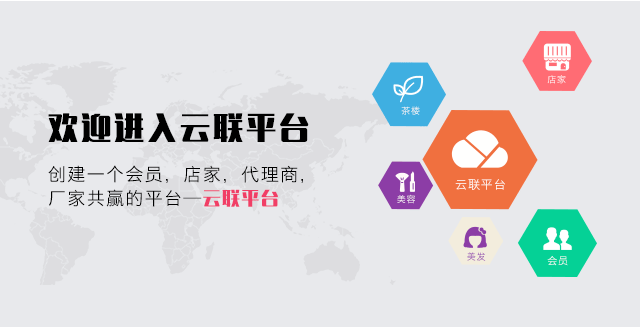 欢迎进入云联平台
创建一个会员，店家，代理商，
厂家共赢的平台—云联平台
店家
茶楼
云联平台
美容
美发
会员